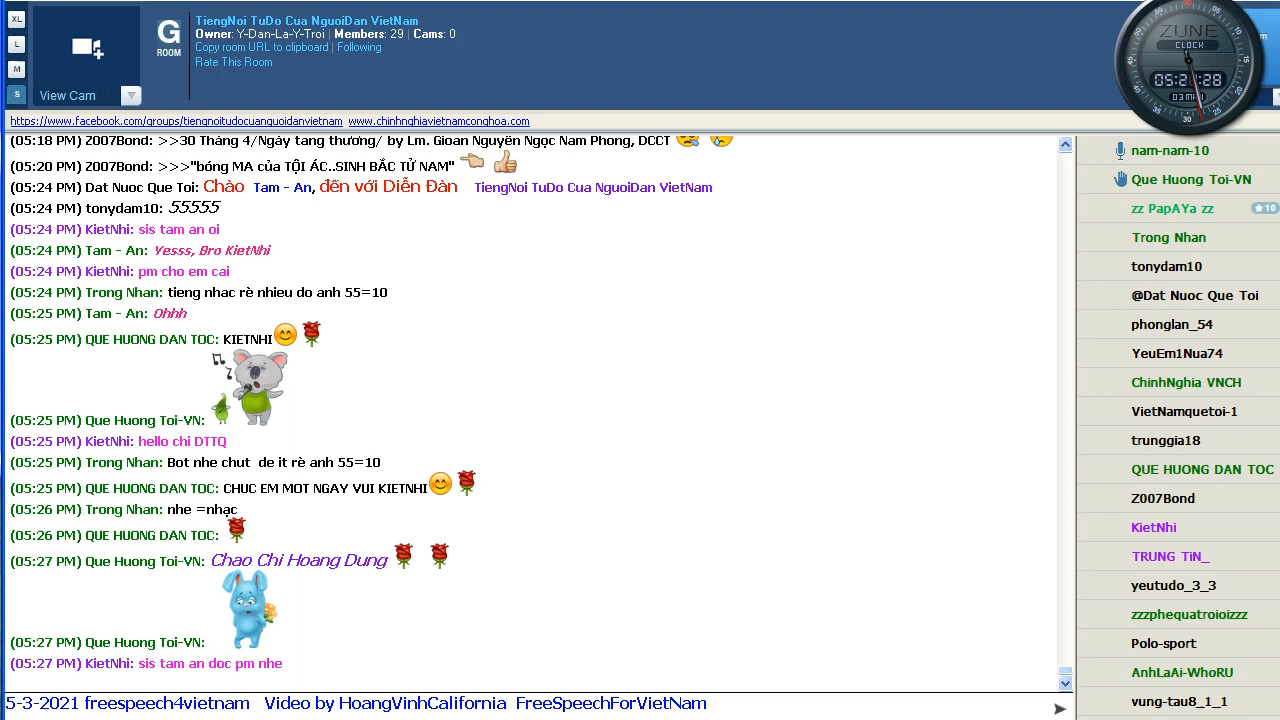 XL
L
M
S
View Cam
G
ROOM
TiengNoi TuDo Cua NguoiDan VietNam
Owner: Y-Dan-La-Y-Troi | Members: 29 | Cams: 0
Copy room URL to clipboard | Following
Rate This Room
ZUNE
CLOCK
03 MAY
https://www.facebook.com/groups/tiengnoitudocuanguoidanvietnam www.chinhnghiavietnamconghoa.com
(05:18 PM) Z007Bond: >>30 Tháng 4/Ngày tang thương/ by Lm. Gioan Nguyên Ngọc Nam Phong, DCCT
(05:20 PM) Z007Bond: >>>"bóng MA của TỘI ÁC..SINH BẮC TỬ NAM"
(05:24 PM) Dat Nuoc Que Toi: Chào Tam - An, đến với Diễn Đàn TiengNoi TuDo Cua NguoiDan VietNam
(05:24 PM) tonydam10: 55555
(05:24 PM) KietNhi: sis tam an oi
(05:24 PM) Tam - An: Yesss, Bro KietNhi
(05:24 PM) KietNhi: pm cho em cai
(05:24 PM) Trong Nhan: tieng nhac rè nhieu do anh 55=10
(05:25 PM) Tam - An: Ohhh
(05:25 PM) QUE HUONG DAN TOC: KIETNHI
(05:25 PM) Que Huong Toi-VN:
(05:25 PM) KietNhi: hello chi DTTQ
(05:25 PM) Trong Nhan: Bot nhe chut de it rè anh 55=10
(05:25 PM) QUE HUONG DAN TOC: CHUC EM MOT NGAY VUI KIETNHI
(05:26 PM) Trong Nhan: nhe =nhạc
(05:26 PM) QUE HUONG DAN TOC:
(05:27 PM) Que Huong Toi-VN: Chao Chi Hoang Dung
(05:27 PM) Que Huong Toi-VN:
(05:27 PM) KietNhi: sis tam an doc pm nhe
nam-nam-10
Que Huong Toi-VN
zz PapAYa zz
10
Trong Nhan
tonydam10
@Dat Nuoc Que Toi
phonglan_54
YeuEm1Nua74
ChinhNghia VNCH
VietNamquetoi-1
trunggia18
QUE HUONG DAN TOC
Z007Bond
KietNhi
TRUNG TiN_
yeutudo_3_3
zzzphequatroioizzz
Polo-sport
AnhLaAi-WhoRU
vung-tau8_1_1
5-3-2021 freespeech4vietnam Video by HoangVinhCalifornia FreeSpeechForVietNam